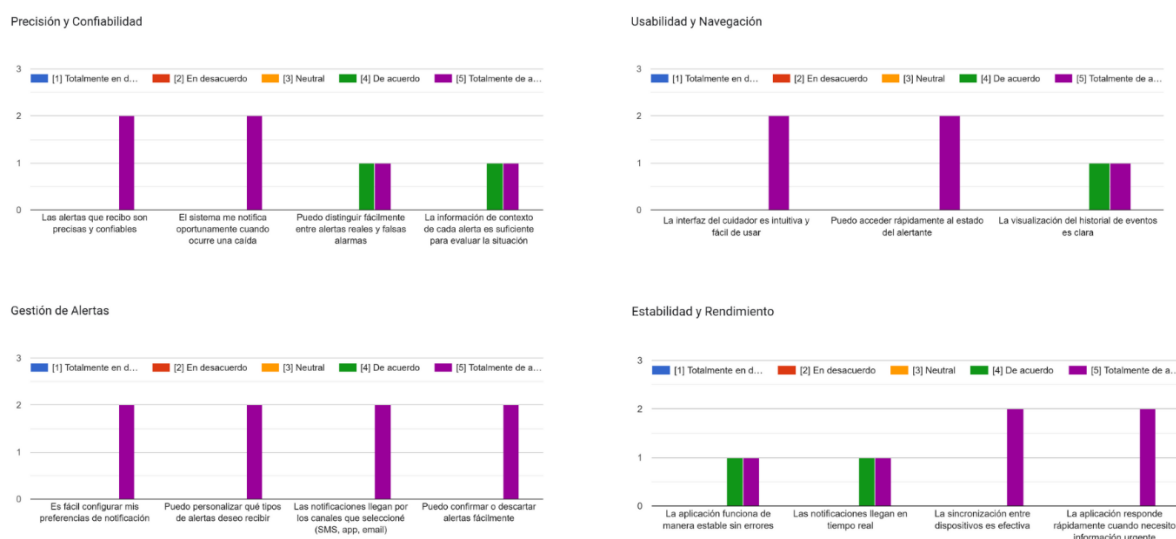 Precisión y Confiabilidad
[1] Totalmente en d... [2] En desacuerdo [3] Neutral [4] De acuerdo [5] Totalmente de a...
3
2
1
0
Las alertas que recibo son
precisas y confiables
El sistema me notifica
oportunamente cuando
ocurre una caída
Puedo distinguir fácilmente
entre alertas reales y falsas
alarmas
La información de contexto
de cada alerta es suficiente
para evaluar la situación
Usabilidad y Navegación
[1] Totalmente en d... [2] En desacuerdo [3] Neutral [4] De acuerdo [5] Totalmente de a...
3
2
1
0
La interfaz del cuidador es intuitiva y
fácil de usar
Puedo acceder rápidamente al estado
del alertante
La visualización del historial de eventos
es clara
Gestión de Alertas
[1] Totalmente en d... [2] En desacuerdo [3] Neutral [4] De acuerdo [5] Totalmente de a...
3
2
1
0
Es fácil configurar mis
preferencias de notificación
Puedo personalizar qué tipos
de alertas deseo recibir
Las notificaciones llegan por
los canales que seleccioné
(SMS, app, email)
Puedo confirmar o descartar
alertas fácilmente
Estabilidad y Rendimiento
[1] Totalmente en d... [2] En desacuerdo [3] Neutral [4] De acuerdo [5] Totalmente de a...
3
2
1
0
La aplicación funciona de
manera estable sin errores
Las notificaciones llegan en
tiempo real
La sincronización entre
dispositivos es efectiva
La aplicación responde
rápidamente cuando necesito
información urgente